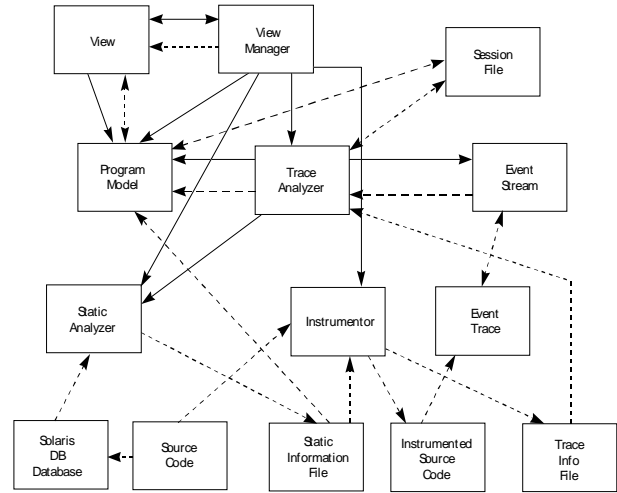 View
View
Manager
Session
File
Program
Model
Trace
Analyzer
Event
Stream
Static
Analyzer
Instrumentor
Event
Trace
Solaris
DB
Database
Source
Code
Static
Information
File
Instrumented
Source
Code
Trace
Info
File